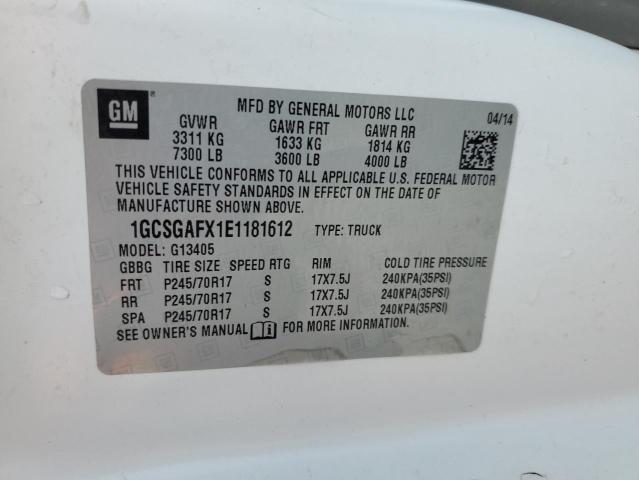 GM ®
MFD BY GENERAL MOTORS LLC 04/14
GVWR GAWR FRT GAWR RR
3311 KG 1633 KG 1814 KG
7300 LB 3600 LB 4000 LB
THIS VEHICLE CONFORMS TO ALL APPLICABLE U.S. FEDERAL MOTOR
VEHICLE SAFETY STANDARDS IN EFFECT ON THE DATE OF
MANUFACTURE SHOWN ABOVE.
1GCSGAFX1E1181612 TYPE: TRUCK
MODEL: G13405
GBBG TIRE SIZE SPEED RTG RIM COLD TIRE PRESSURE
FRT P245/70R17 S 17X7.5J 240KPA(35PSI)
RR P245/70R17 S 17X7.5J 240KPA(35PSI)
SPA P245/70R17 S 17X7.5J 240KPA(35PSI)
SEE OWNER'S MANUAL FOR MORE INFORMATION.